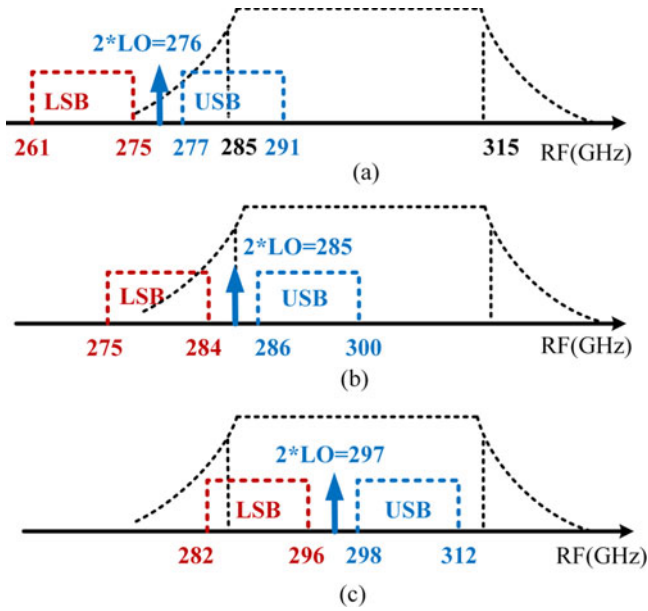 2*LO=276
LSB USB
261 275 277 285 291 315 RF(GHz)
(a)
2*LO=285
LSB USB
275 284 286 300 RF(GHz)
(b)
2*LO=297
LSB USB
282 296 298 312 RF(GHz)
(c)